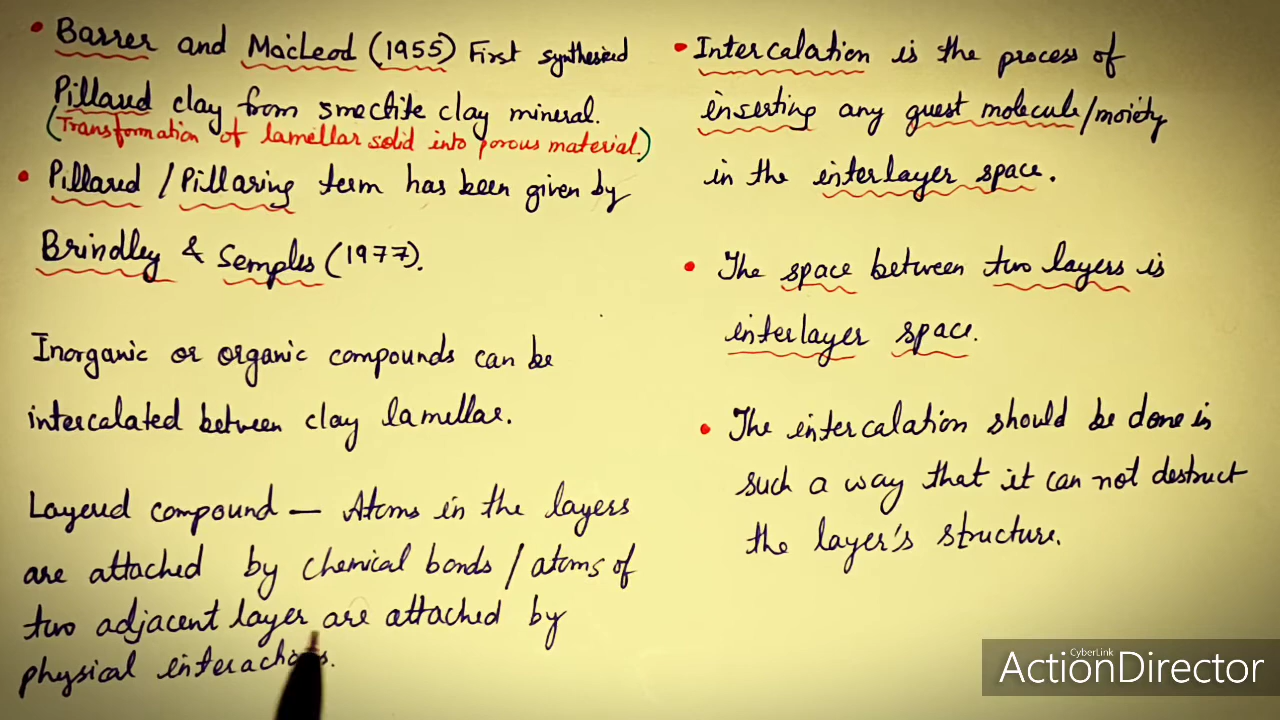 • Barrer and MacLeod (1955) First synthesized
Pillared clay from smectite clay mineral.
(Transformation of lamellar solid into porous material.)
• Pillared / Pillaring term has been given by
Brindley & Semples (1977).
Inorganic or organic compounds can be
intercalated between clay lamellar.
Layered compound — Atoms in the layers
are attached by chemical bonds / atoms of
two adjacent layer are attached by
physical interactions.
• Intercalation is the process of
inserting any guest molecule/moiety
in the interlayer space.
• The space between two layers is
interlayer space.
• The intercalation should be done in
such a way that it can not destruct
the layer's structure.
CyberLink
ActionDirector